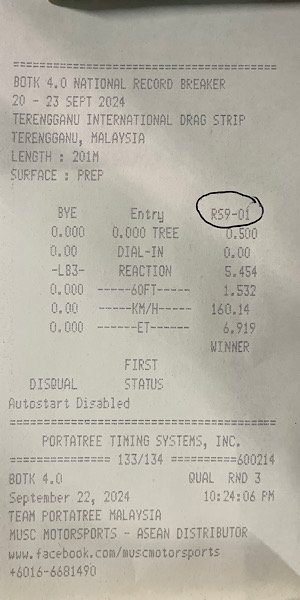 ========================================
BOTK 4.0 NATIONAL RECORD BREAKER
20 - 23 SEPT 2024
TERENGGANU INTERNATIONAL DRAG STRIP
TERENGGANU, MALAYSIA
LENGTH : 201M
SURFACE : PREP
BYE Entry RS9-01
0.000 0.000 TREE 0.500
0.00 DIAL-IN 0.00
-LB3- REACTION 5.454
0.000 ------60FT----- 1.532
0.00 -----KM/H----- 160.14
0.000 ------ET----- 6.919
WINNER
FIRST
DISQUAL STATUS
Autostart Disabled
========================================
PORTATREE TIMING SYSTEMS, INC.
=============== 133/134 ==========600214
BOTK 4.0 QUAL RND 3
September 22, 2024 10:24:06 PM
TEAM PORTATREE MALAYSIA
MUSC MOTORSPORTS - ASEAN DISTRIBUTOR
www.facebook.com/muscmotorsports
+6016-6681490